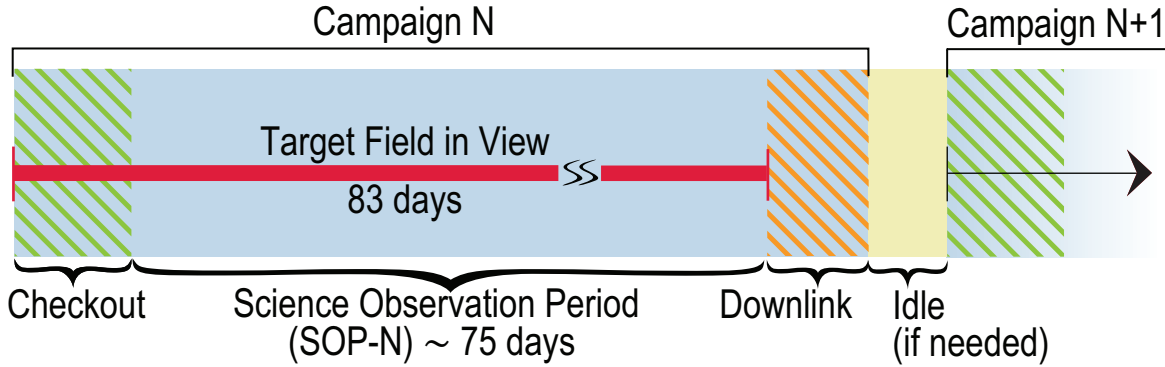 Campaign N
Campaign N+1
Target Field in View
83 days
Checkout
Science Observation Period
(SOP-N) ~ 75 days
Downlink
Idle
(if needed)